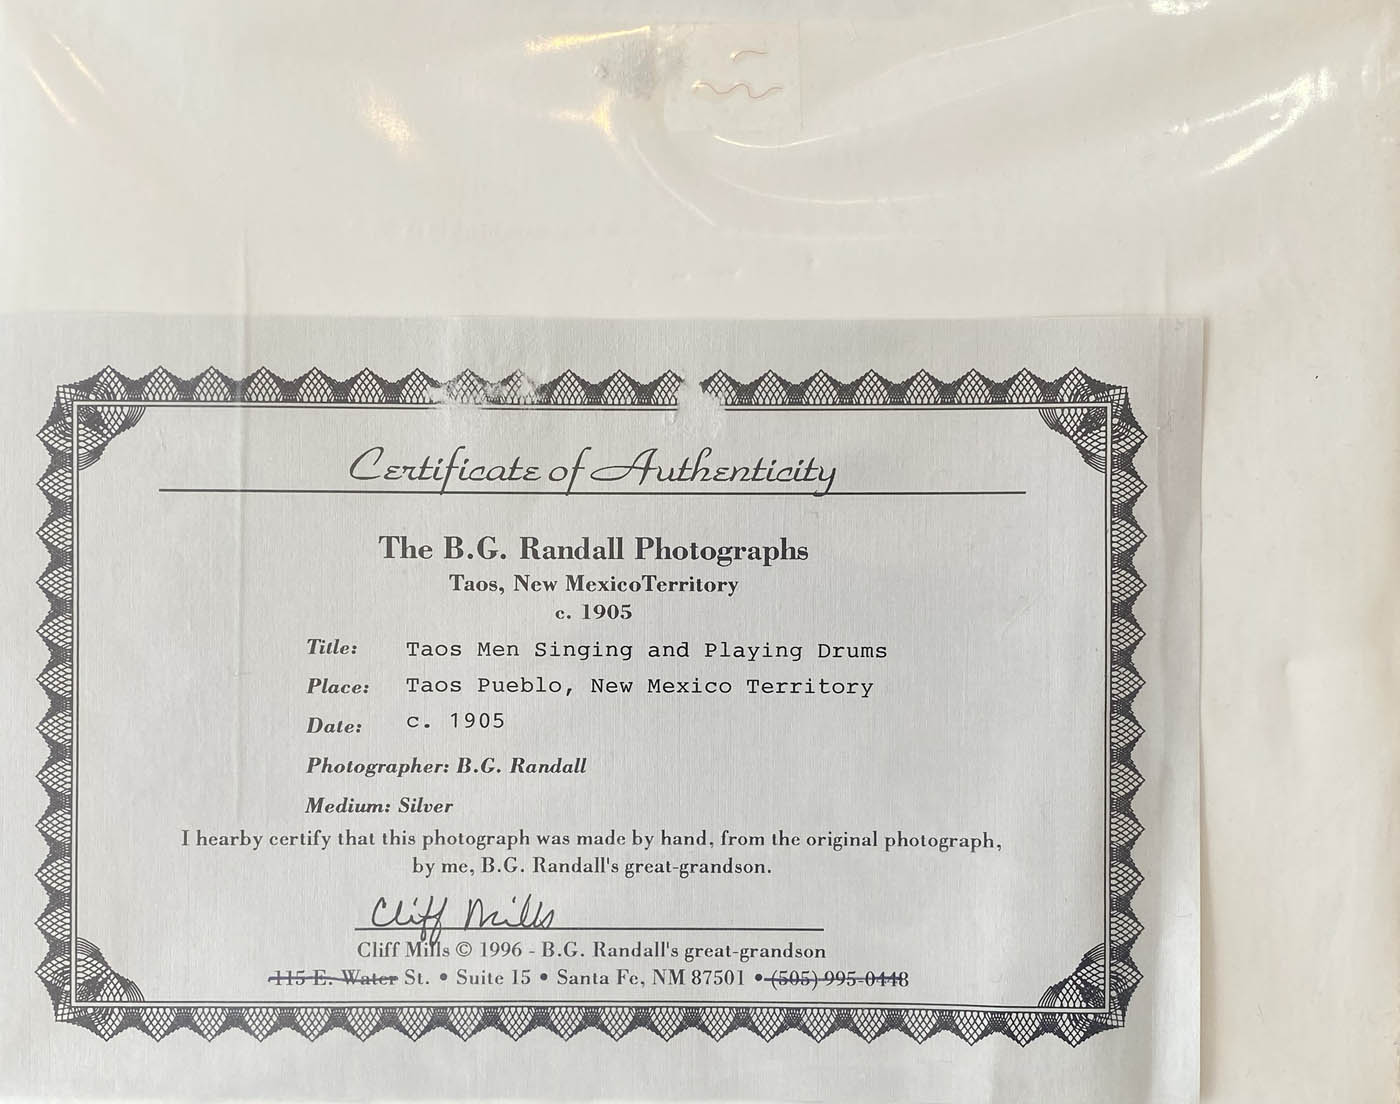 Certificate of Authenticity
The B.G. Randall Photographs
Taos, New MexicoTerritory
c. 1905
Title: Taos Men Singing and Playing Drums
Place: Taos Pueblo, New Mexico Territory
Date: c. 1905
Photographer: B.G. Randall
Medium: Silver
I hearby certify that this photograph was made by hand, from the original photograph,
by me, B.G. Randall's great-grandson.
Cliff Mills
Cliff Mills © 1996 - B.G. Randall's great-grandson
115 E. Water St. • Suite 15 • Santa Fe, NM 87501 • (505) 995-0448